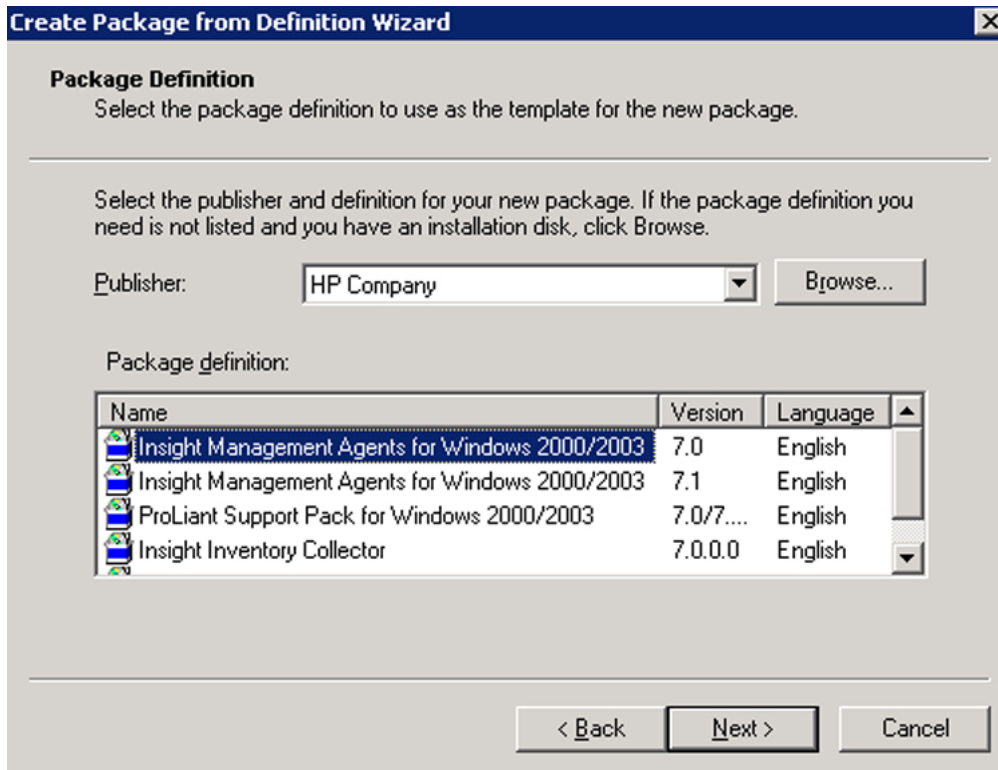 Create Package from Definition Wizard
Package Definition
Select the package definition to use as the template for the new package.
Select the publisher and definition for your new package. If the package definition you
need is not listed and you have an installation disk, click Browse.
Publisher: HP Company Browse...
Package definition:
Name Version Language
Insight Management Agents for Windows 2000/2003 7.0 English
Insight Management Agents for Windows 2000/2003 7.1 English
ProLiant Support Pack for Windows 2000/2003 7.0/7.... English
Insight Inventory Collector 7.0.0.0 English
< Back Next > Cancel